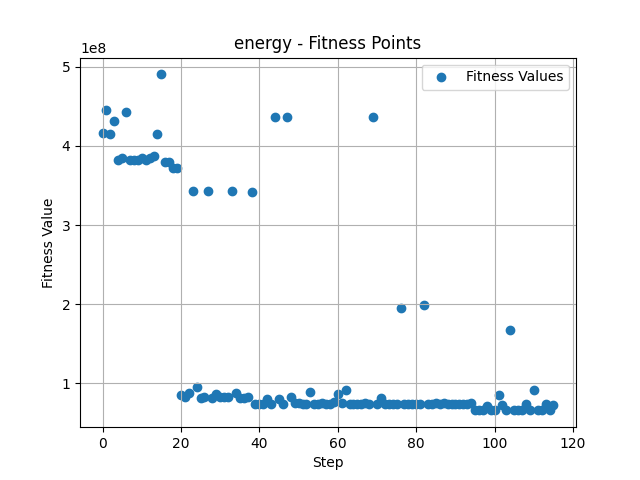 energy - Fitness Points
1e8
Fitness Values
5
4
3
2
1
Fitness Value
0 20 40 60 80 100 120
Step